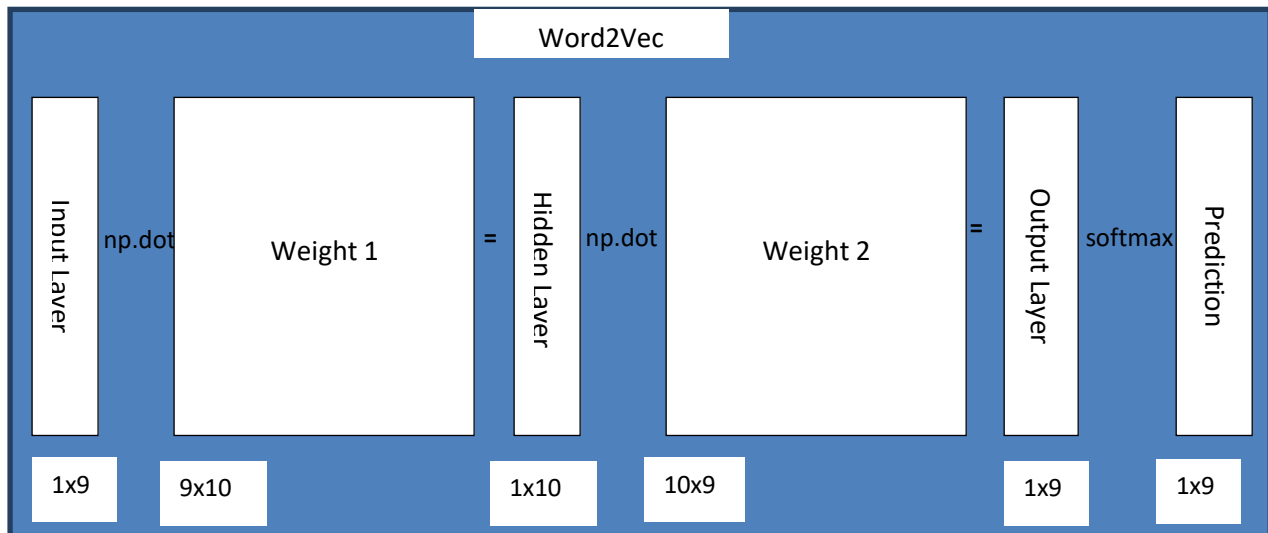 Word2Vec
Input Layer
np.dot
Weight 1
=
Hidden Layer
np.dot
Weight 2
=
Output Layer
softmax
Prediction
1x9
9x10
1x10
10x9
1x9
1x9